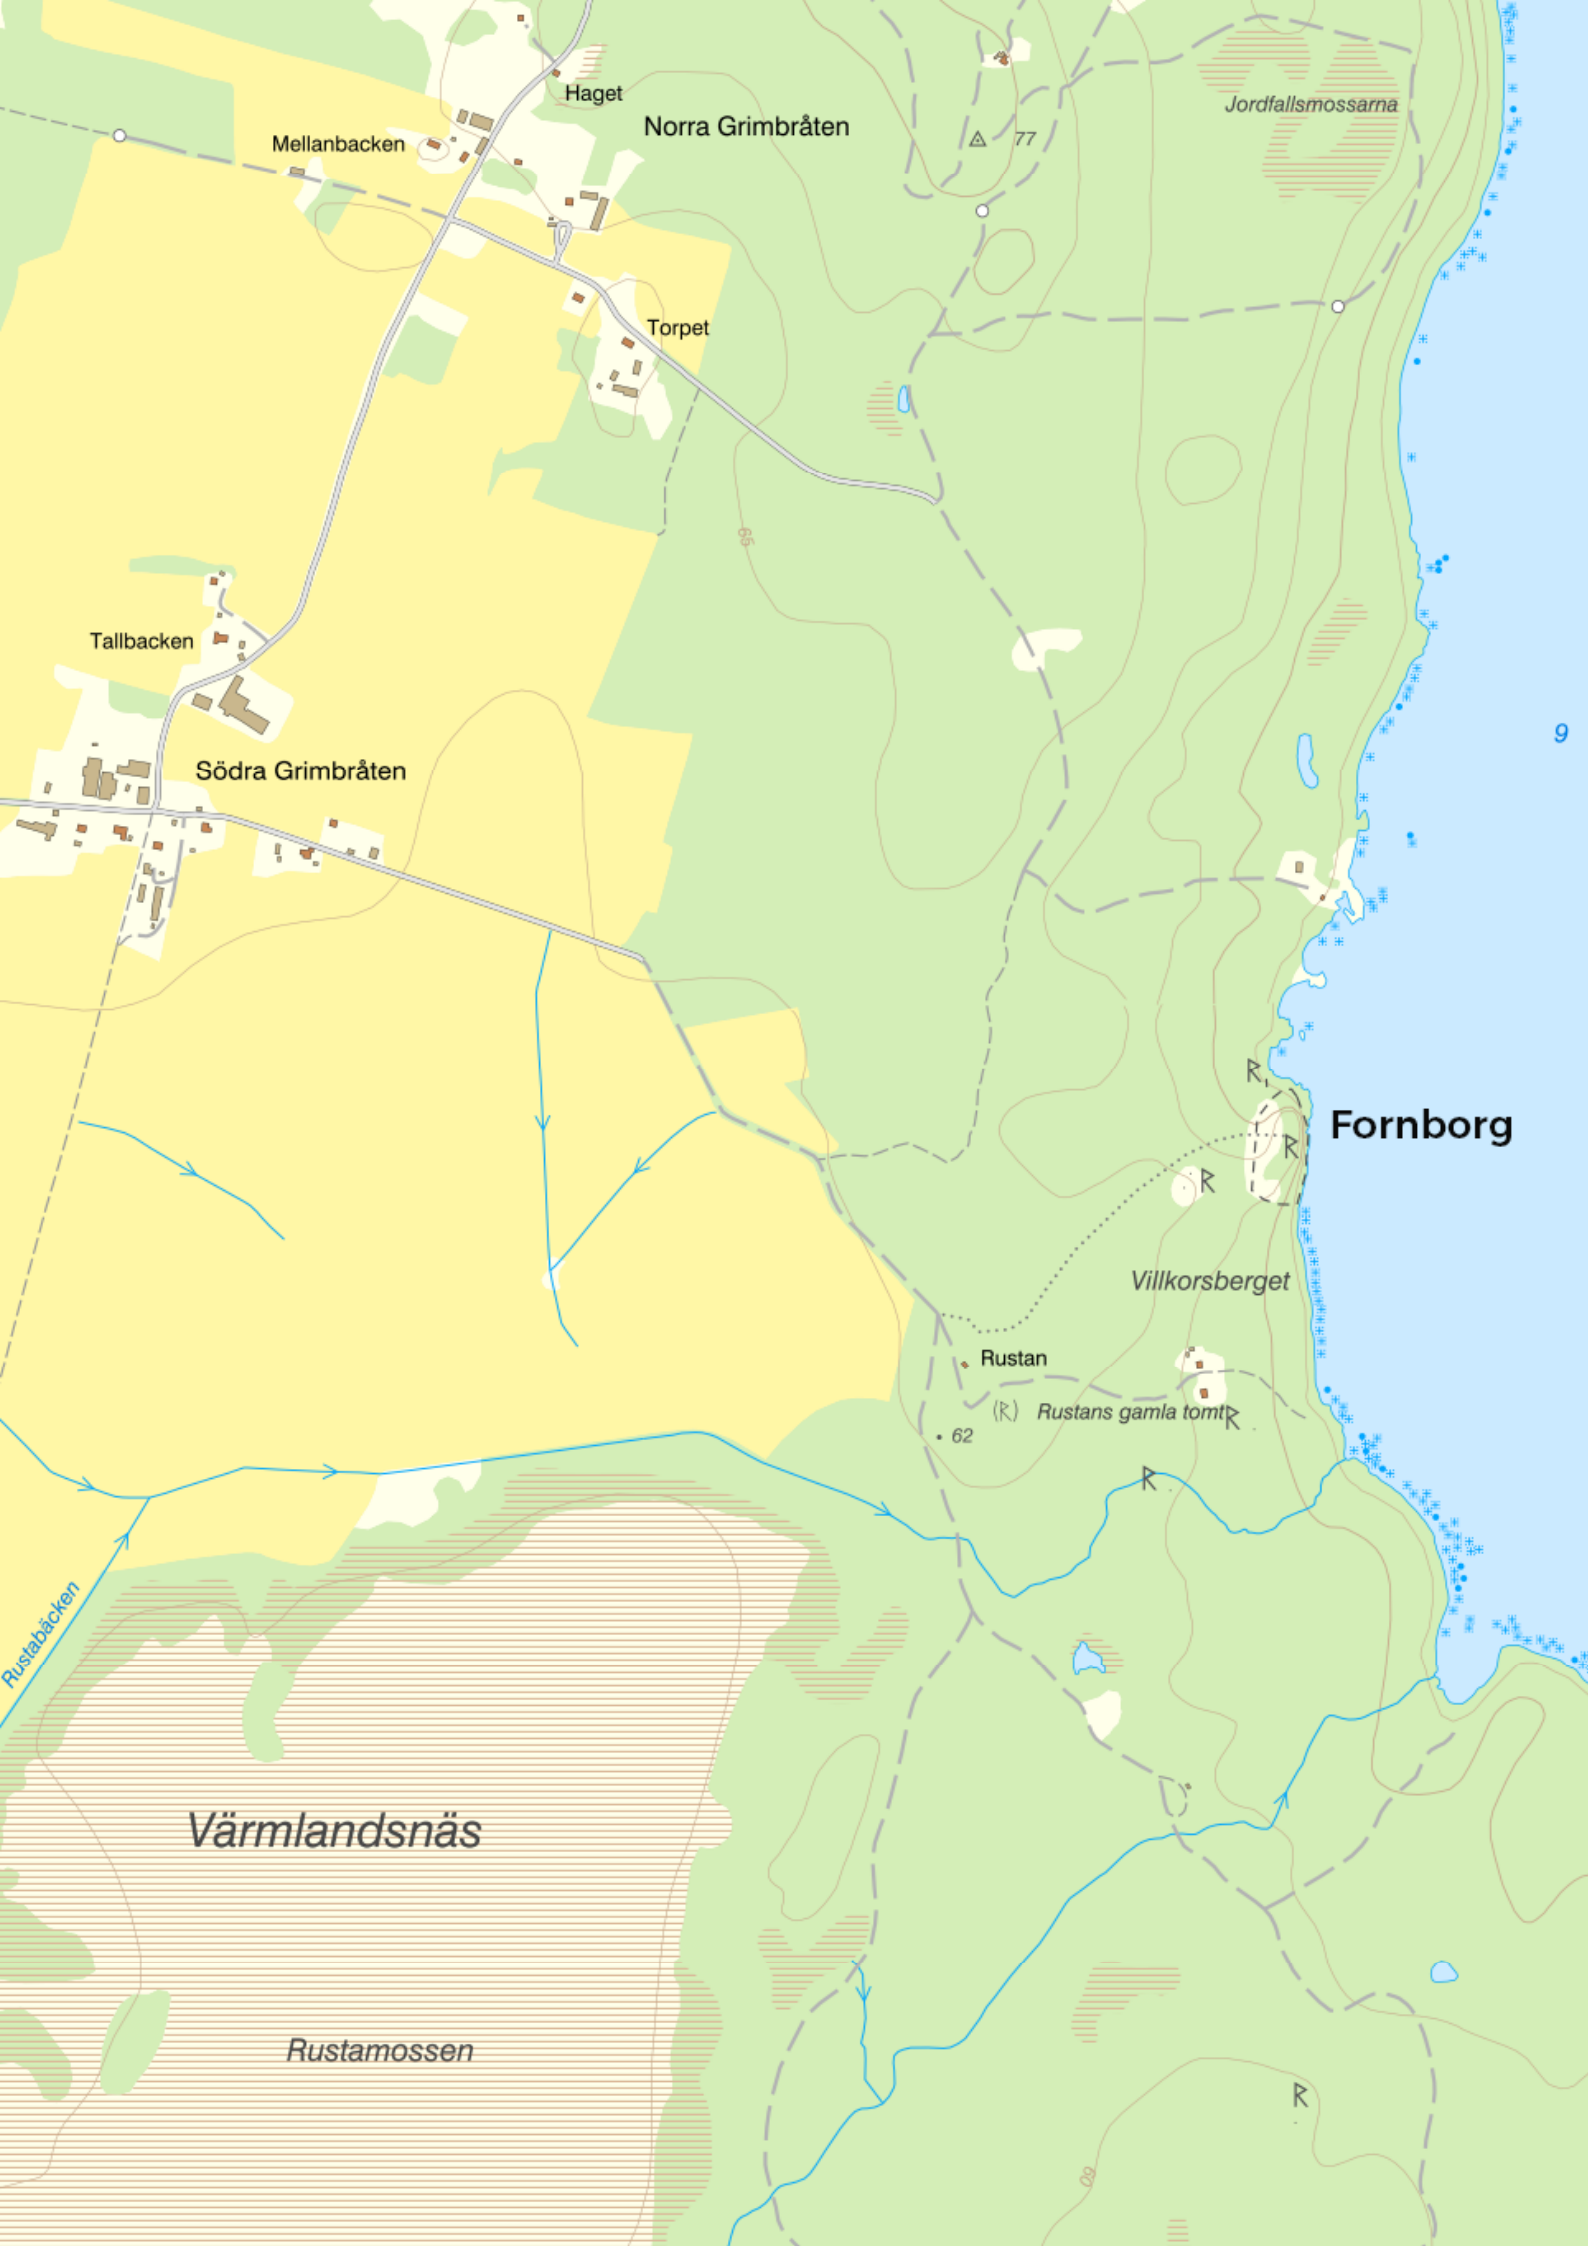 Haget
Jordfallsmossarna
Norra Grimbråten
77
Mellanbacken
Torpet
65
Tallbacken
9
Södra Grimbråten
R
Fornborg
R
R
Villkorsberget
Rustan
(R) Rustans gamla tomt R
62
R
Rustabäcken
Värmlandsnäs
Rustamossen
R
60